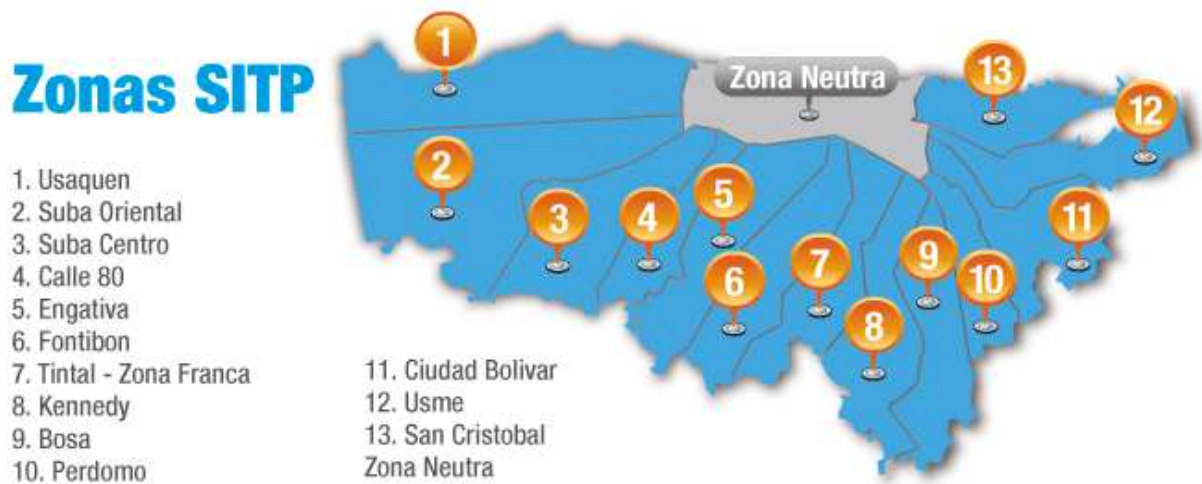 Zonas SITP
1. Usaquen
2. Suba Oriental
3. Suba Centro
4. Calle 80
5. Engativa
6. Fontibon
7. Tintal - Zona Franca
8. Kennedy
9. Bosa
10. Perdomo
11. Ciudad Bolivar
12. Usme
13. San Cristobal
Zona Neutra
1
Zona Neutra
13
12
2
5
3
4
11
9
7
10
6
8